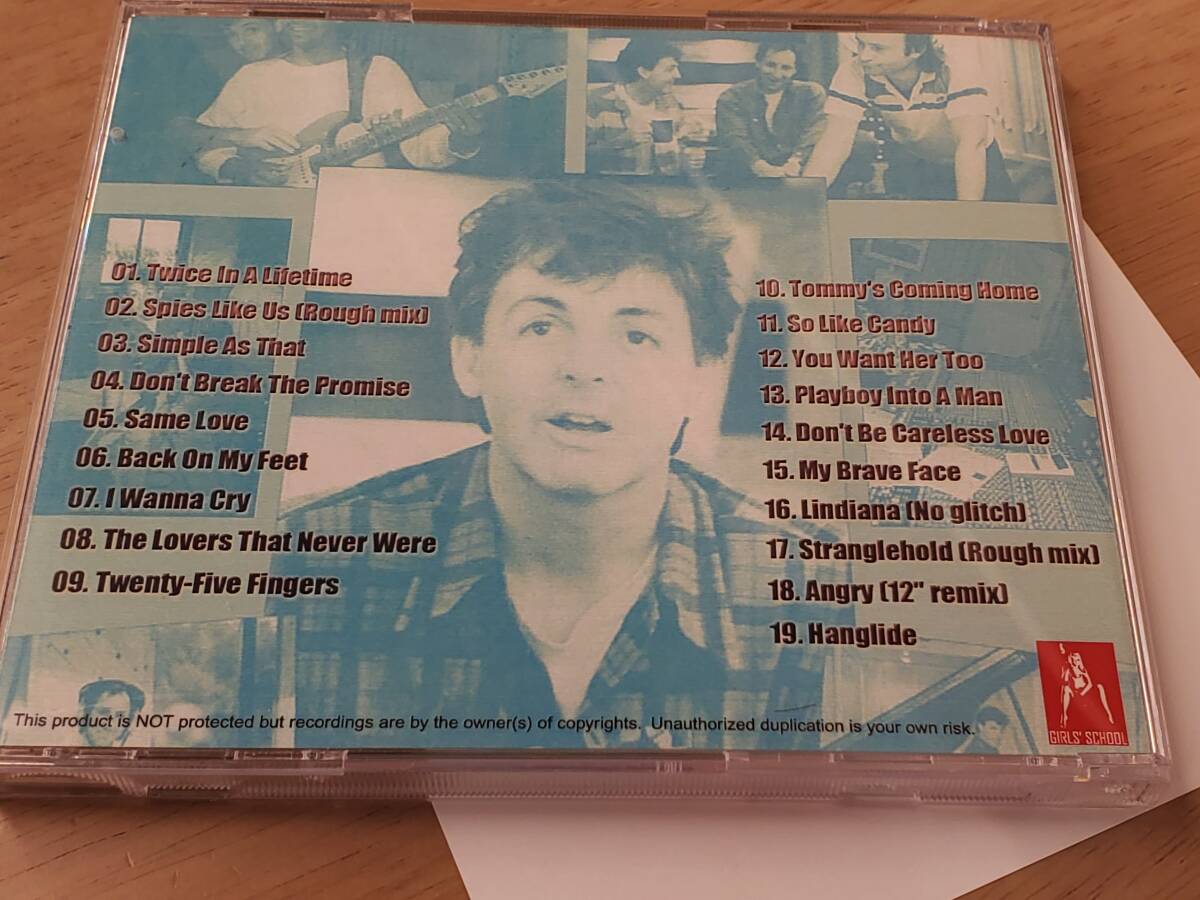 01. Twice In A Lifetime
02. Spies Like Us (Rough mix)
03. Simple As That
04. Don't Break The Promise
05. Same Love
06. Back On My Feet
07. I Wanna Cry
08. The Lovers That Never Were
09. Twenty-Five Fingers
10. Tommy's Coming Home
11. So Like Candy
12. You Want Her Too
13. Playboy Into A Man
14. Don't Be Careless Love
15. My Brave Face
16. Lindiana (No glitch)
17. Stranglehold (Rough mix)
18. Angry (12" remix)
19. Hanglide
This product is NOT protected but recordings are by the owner(s) of copyrights. Unauthorized duplication is your own risk.
GIRLS' SCHOOL